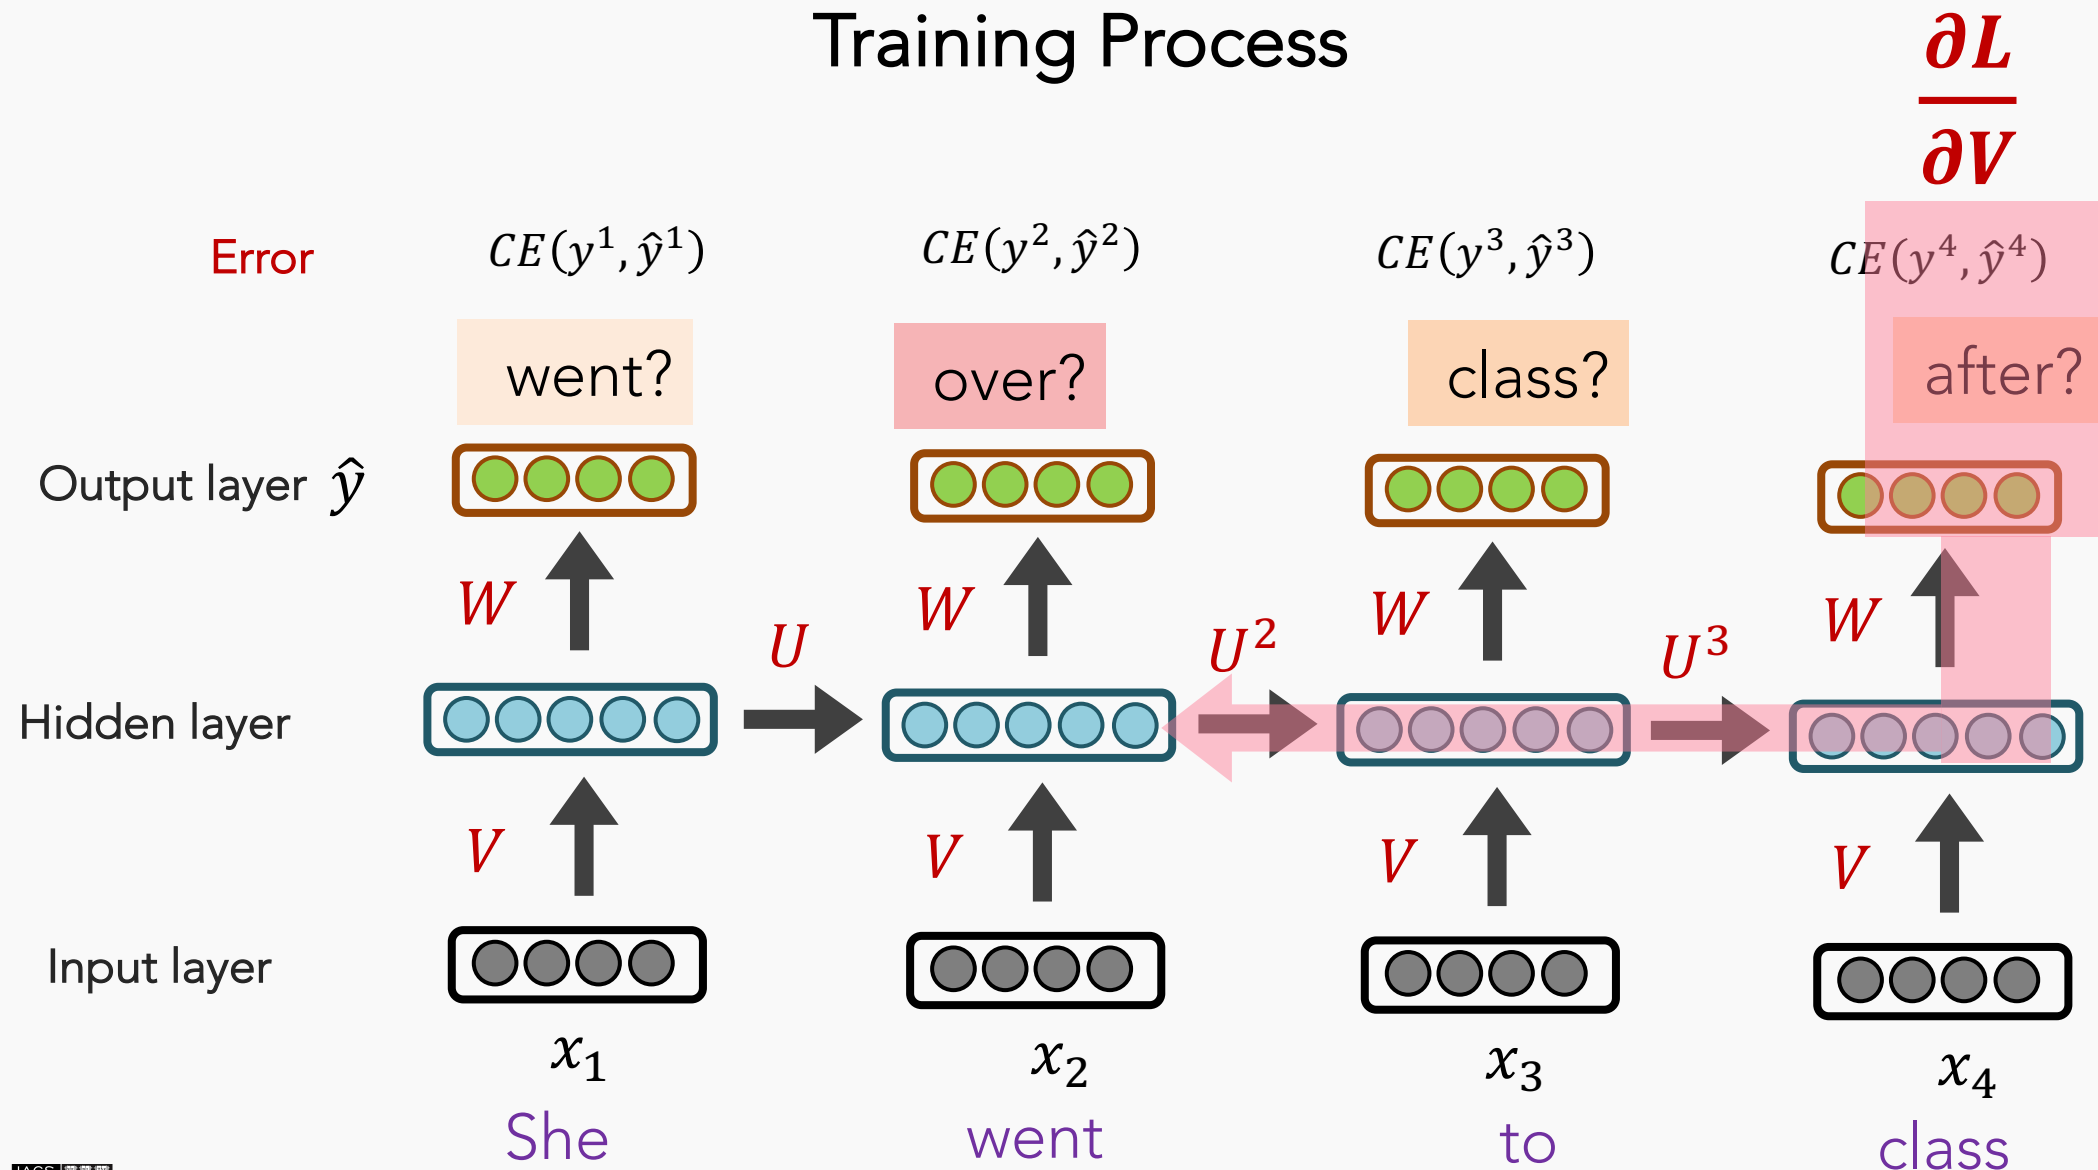 Training Process
∂L
∂V
Error CE(y¹, ŷ¹) CE(y², ŷ²) CE(y³, ŷ³) CE(y⁴, ŷ⁴)
went? over? class? after?
Output layer ŷ
W W W W
U U² U³
Hidden layer
V V V V
Input layer
x₁ x₂ x₃ x₄
She went to class